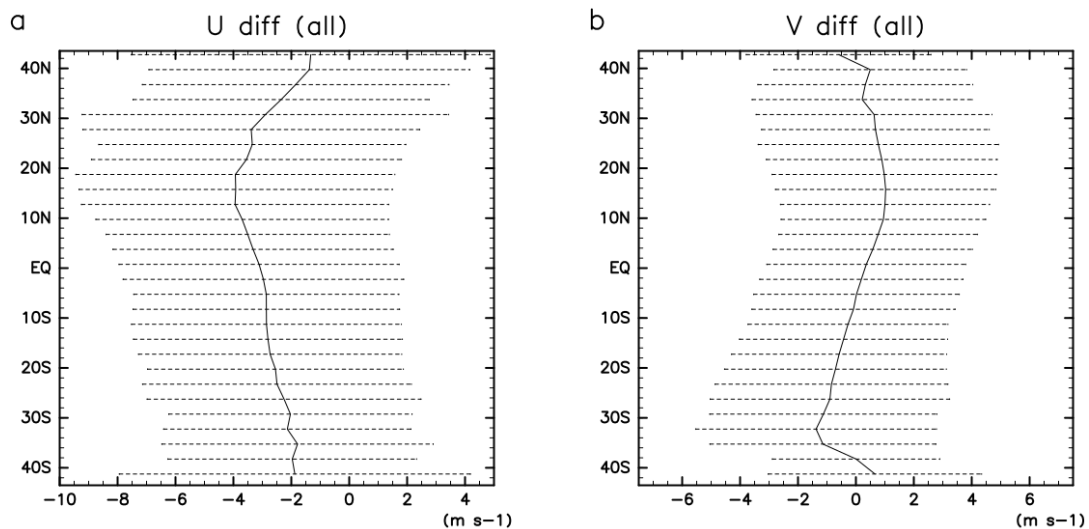 a
U diff (all)
40N
30N
20N
10N
EQ
10S
20S
30S
40S
−10 −8 −6 −4 −2 0 2 4
(m s−1)
b
V diff (all)
40N
30N
20N
10N
EQ
10S
20S
30S
40S
−6 −4 −2 0 2 4 6
(m s−1)